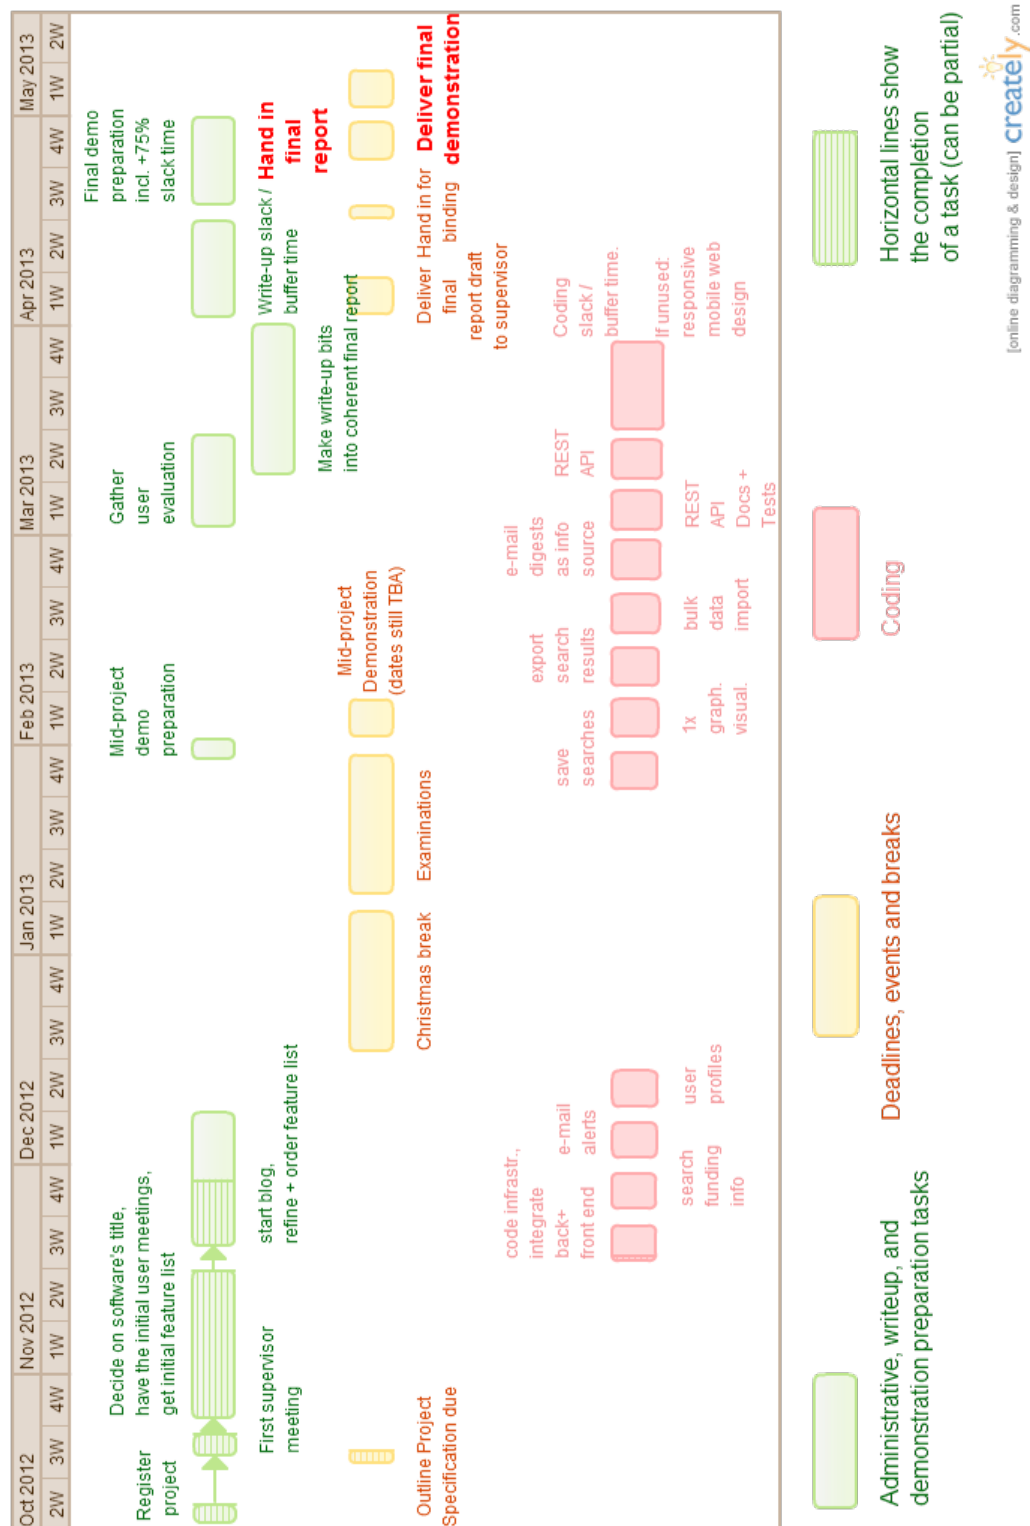 Oct 2012
Nov 2012
Dec 2012
Jan 2013
Feb 2013
Mar 2013
Apr 2013
May 2013
2W
3W
4W
1W
2W
3W
4W
1W
2W
3W
4W
1W
2W
3W
4W
1W
2W
3W
4W
1W
2W
3W
4W
1W
2W
3W
4W
1W
2W
Register
project
Decide on software's title,
have the initial user meetings,
get initial feature list
Mid-project
demo
preparation
Gather
user
evaluation
Final demo
preparation
incl. +75%
slack time
First supervisor
meeting
start blog,
refine + order feature list
Make write-up bits
into coherent final report
Write-up slack /
buffer time
Hand in
final
report
Outline Project
Specification due
Christmas break
Examinations
Mid-project
Demonstration
(dates still TBA)
Deliver
final
report draft
to supervisor
Hand in for
binding
Deliver final
demonstration
code infrastr.,
integrate
back+
front end
e-mail
alerts
save
searches
export
search
results
e-mail
digests
as info
source
REST
API
Coding
slack /
buffer time.
If unused:
responsive
mobile web
design
search
funding
info
user
profiles
1x
graph.
visual.
bulk
data
import
REST
API
Docs +
Tests
Administrative, writeup, and
demonstration preparation tasks
Deadlines, events and breaks
Coding
Horizontal lines show
the completion
of a task (can be partial)
[online diagramming & design] creately.com